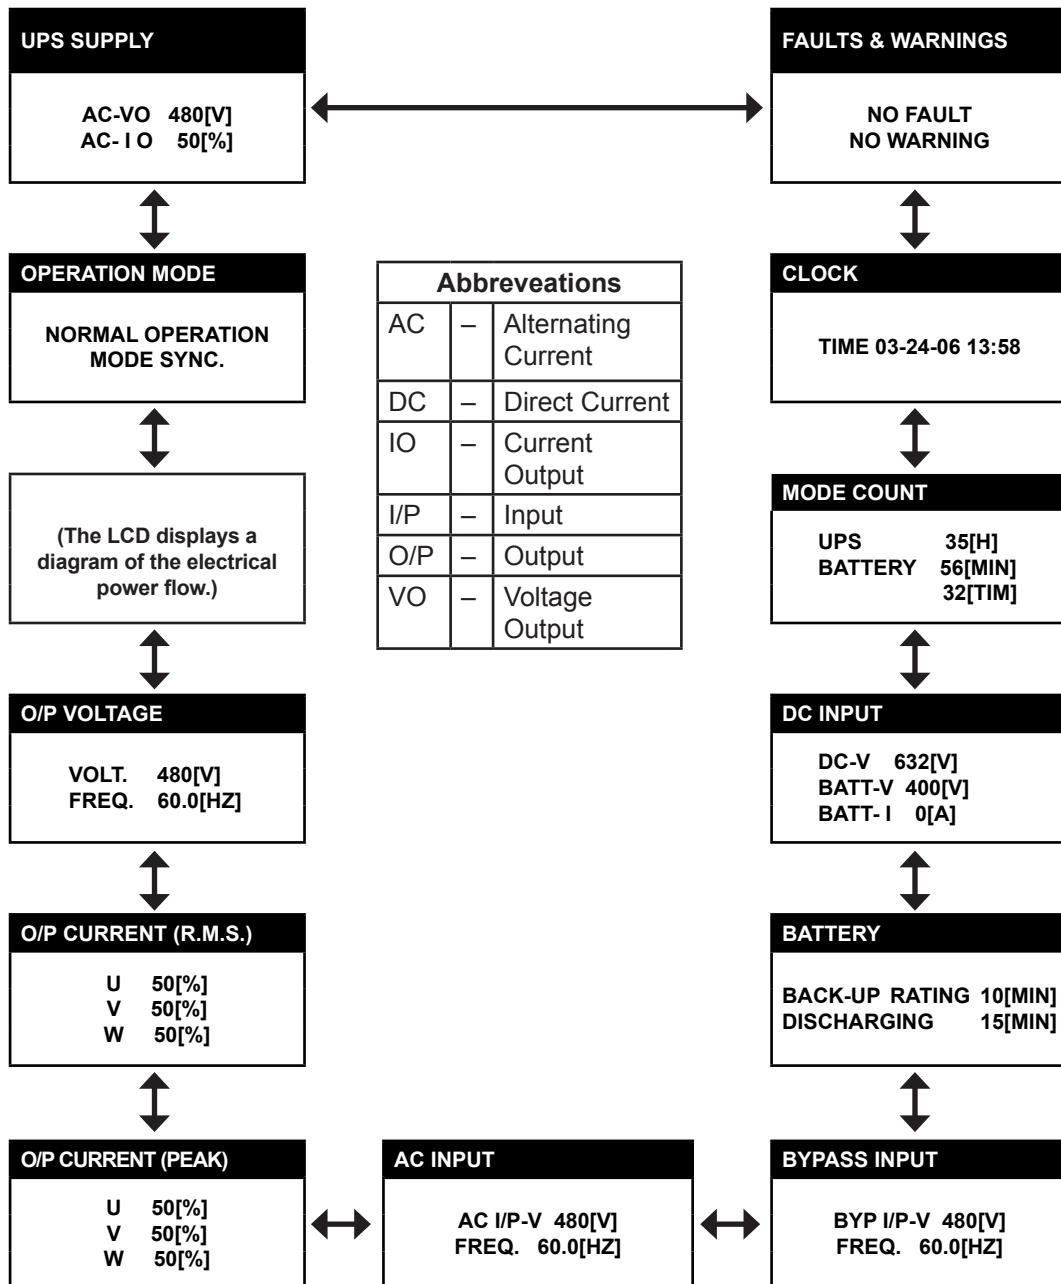 UPS SUPPLY
AC-VO 480[V]
AC- I O 50[%]
FAULTS & WARNINGS
NO FAULT
NO WARNING
OPERATION MODE
NORMAL OPERATION
MODE SYNC.
Abbreveations
AC – Alternating
Current
DC – Direct Current
IO – Current
Output
I/P – Input
O/P – Output
VO – Voltage
Output
CLOCK
TIME 03-24-06 13:58
(The LCD displays a
diagram of the electrical
power flow.)
MODE COUNT
UPS 35[H]
BATTERY 56[MIN]
32[TIM]
O/P VOLTAGE
VOLT. 480[V]
FREQ. 60.0[HZ]
DC INPUT
DC-V 632[V]
BATT-V 400[V]
BATT- I 0[A]
O/P CURRENT (R.M.S.)
U 50[%]
V 50[%]
W 50[%]
BATTERY
BACK-UP RATING 10[MIN]
DISCHARGING 15[MIN]
O/P CURRENT (PEAK)
U 50[%]
V 50[%]
W 50[%]
AC INPUT
AC I/P-V 480[V]
FREQ. 60.0[HZ]
BYPASS INPUT
BYP I/P-V 480[V]
FREQ. 60.0[HZ]